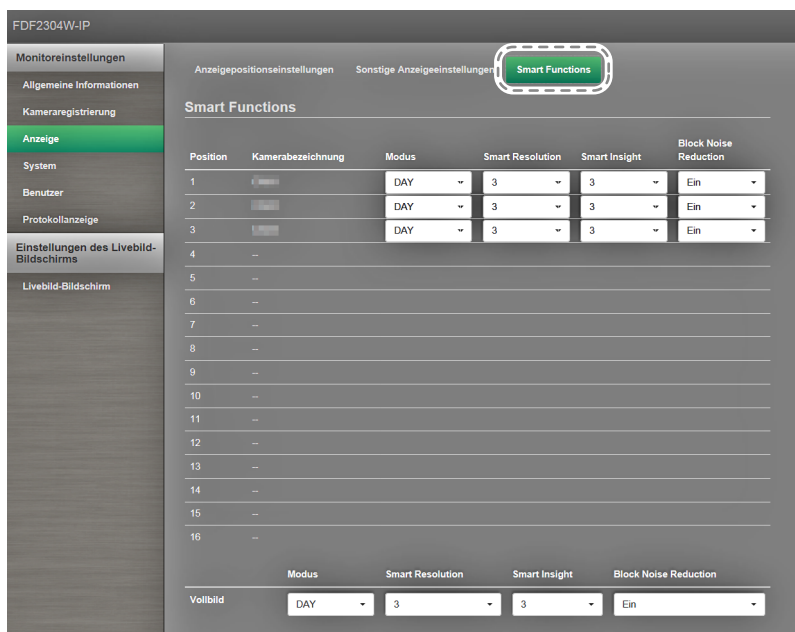 FDF2304W-IP
Monitoreinstellungen
Allgemeine Informationen
Kameraregistrierung
Anzeige
System
Benutzer
Protokollanzeige
Einstellungen des Livebild-
Bildschirms
Livebild-Bildschirm
Anzeigepositionseinstellungen Sonstige Anzeigeeinstellungen Smart Functions
Smart Functions
Position Kamerabezeichnung Modus Smart Resolution Smart Insight Block Noise
Reduction
1 DAY 3 3 Ein
2 DAY 3 3 Ein
3 DAY 3 3 Ein
4 --
5 --
6 --
7 --
8 --
9 --
10 --
11 --
12 --
13 --
14 --
15 --
16 --
Modus Smart Resolution Smart Insight Block Noise Reduction
Vollbild DAY 3 3 Ein